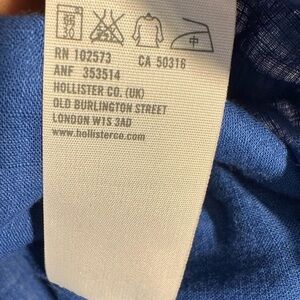 RN 102573 CA 50316
ANF 353514
HOLLISTER CO. (UK)
OLD BURLINGTON STREET
LONDON W1S 3AD
www.hollisterco.com